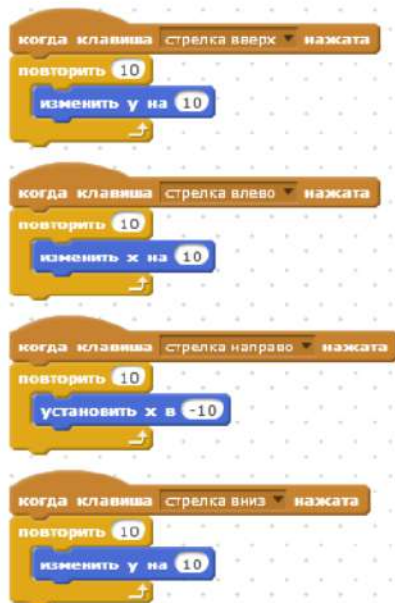 когда клавиша стрелка вверх нажата
повторить 10
изменить y на 10
когда клавиша стрелка влево нажата
повторить 10
изменить x на 10
когда клавиша стрелка направо нажата
повторить 10
установить x в -10
когда клавиша стрелка вниз нажата
повторить 10
изменить y на 10